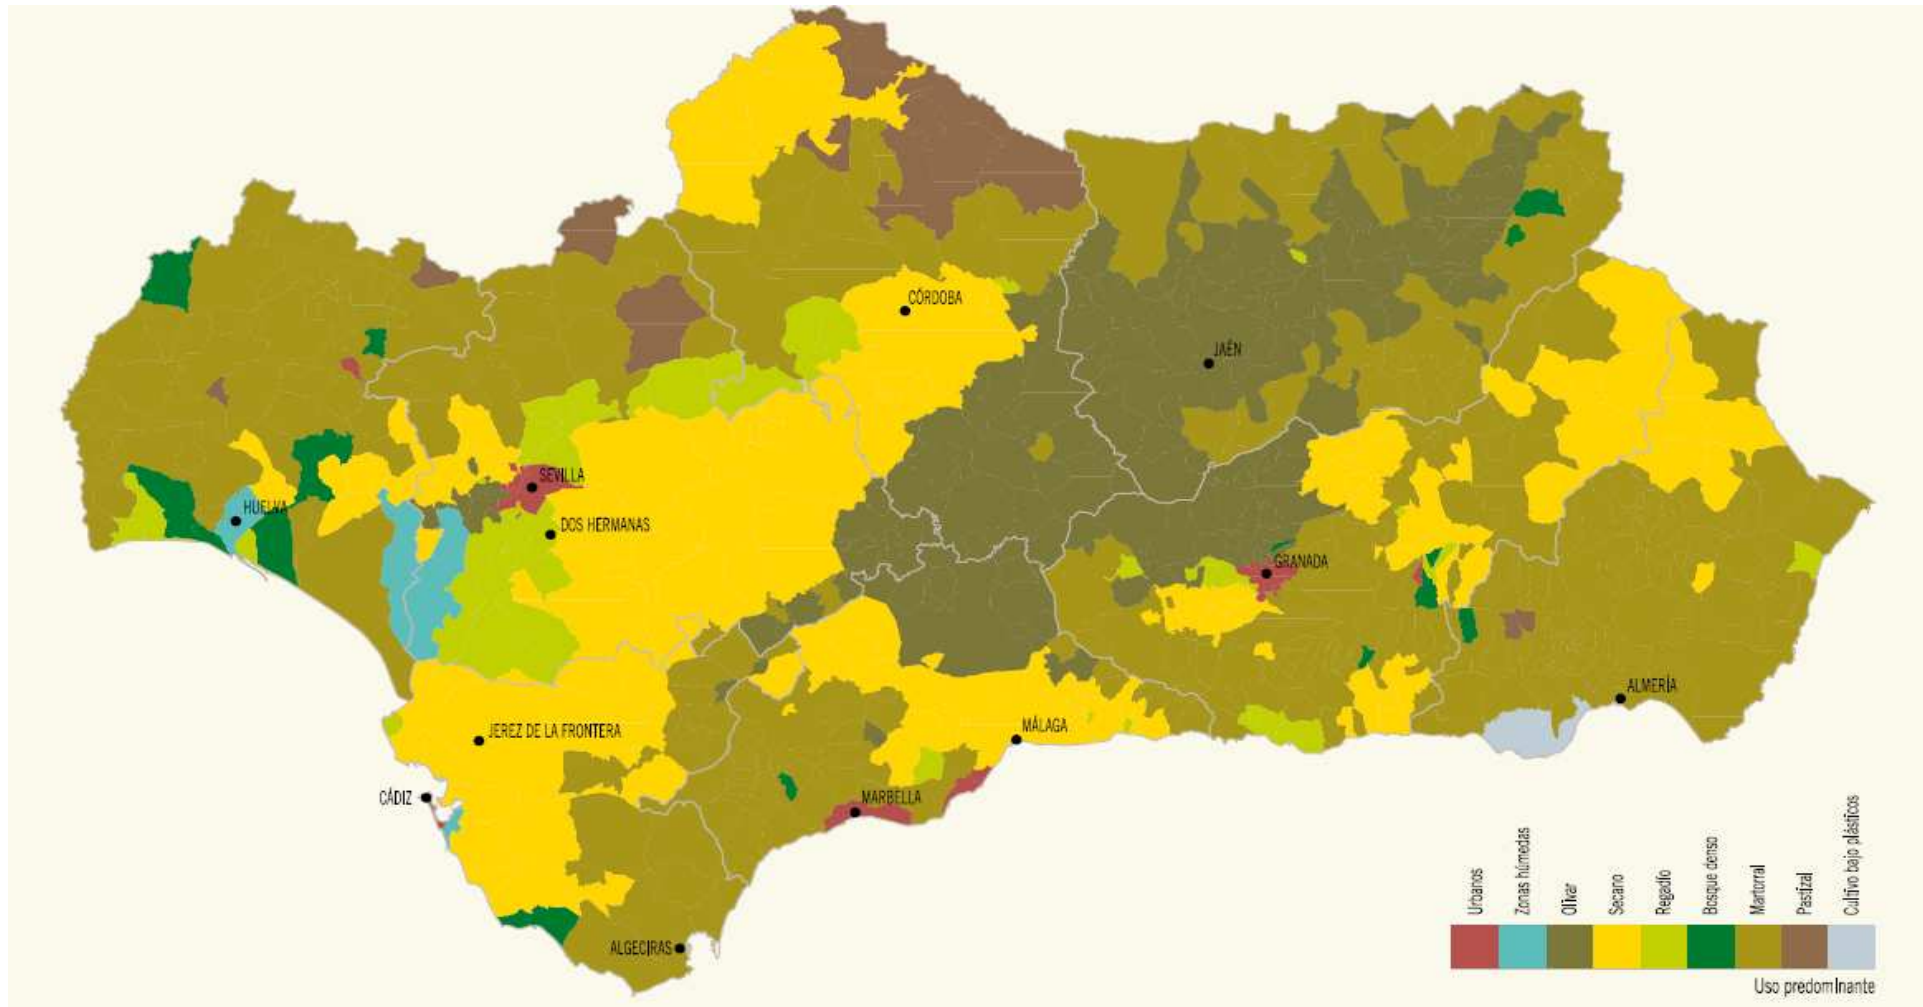 CÓRDOBA
JAÉN
SEVILLA
HUELVA
DOS HERMANAS
GRANADA
ALMERÍA
JEREZ DE LA FRONTERA
MÁLAGA
CÁDIZ
MARBELLA
ALGECIRAS
Urbanos
Zonas húmedas
Olivar
Secano
Regadío
Bosque denso
Martorral
Pastizal
Cultivo bajo plásticos
Uso predominante